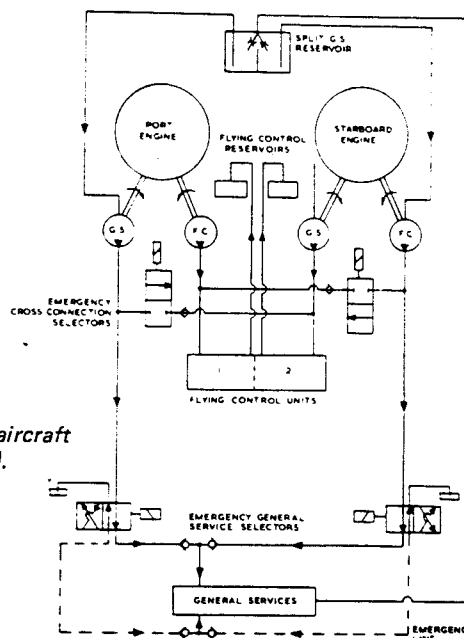 SPLIT G.S
RESERVOIR
PORT
ENGINE
FLYING CONTROL
RESERVOIRS
STARBOARD
ENGINE
G.S
F.C
G.S
F.C
EMERGENCY
CROSS CONNECTION
SELECTORS
1
2
FLYING CONTROL UNITS
aircraft
EMERGENCY GENERAL
SERVICE SELECTORS
GENERAL SERVICES
EMERGENCY